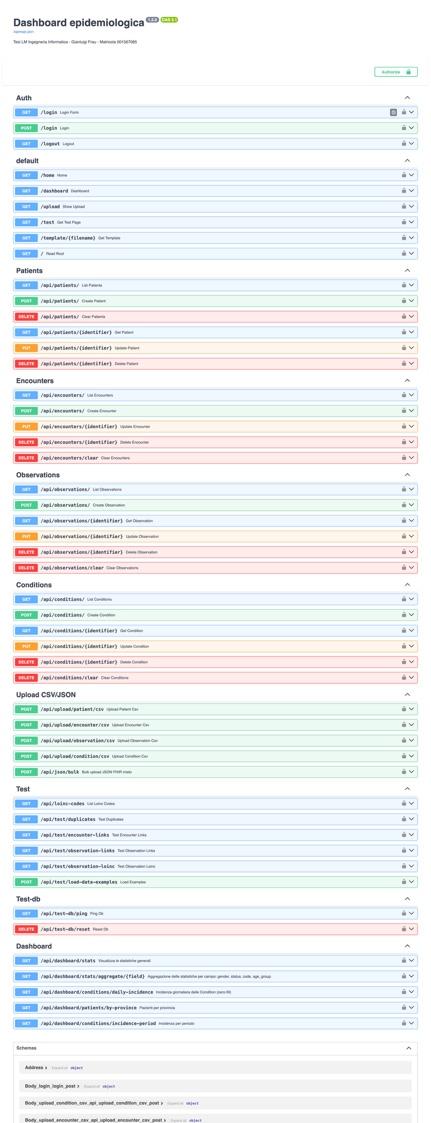 Dashboard epidemiologica 1.0.0 OAS 3.1
/openapi.json
Tesi LM Ingegneria Informatica - Gianluigi Frau - Matricola 001507085
Authorize
Auth
GET /login Login Form
POST /login Login
GET /logout Logout
default
GET /home Home
GET /dashboard Dashboard
GET /upload Show Upload
GET /test Get Test Page
GET /template/{filename} Get Template
GET / Read Root
Patients
GET /api/patients/ List Patients
POST /api/patients/ Create Patient
DELETE /api/patients/ Clear Patients
GET /api/patients/{identifier} Get Patient
PUT /api/patients/{identifier} Update Patient
DELETE /api/patients/{identifier} Delete Patient
Encounters
GET /api/encounters/ List Encounters
POST /api/encounters/ Create Encounter
PUT /api/encounters/{identifier} Update Encounter
DELETE /api/encounters/{identifier} Delete Encounter
DELETE /api/encounters/clear Clear Encounters
Observations
GET /api/observations/ List Observations
POST /api/observations/ Create Observation
GET /api/observations/{identifier} Get Observation
PUT /api/observations/{identifier} Update Observation
DELETE /api/observations/{identifier} Delete Observation
DELETE /api/observations/clear Clear Observations
Conditions
GET /api/conditions/ List Conditions
POST /api/conditions/ Create Condition
GET /api/conditions/{identifier} Get Condition
PUT /api/conditions/{identifier} Update Condition
DELETE /api/conditions/{identifier} Delete Condition
DELETE /api/conditions/clear Clear Conditions
Upload CSV/JSON
POST /api/upload/patient/csv Upload Patient Csv
POST /api/upload/encounter/csv Upload Encounter Csv
POST /api/upload/observation/csv Upload Observation Csv
POST /api/upload/condition/csv Upload Condition Csv
POST /api/json/bulk Bulk upload JSON FHIR misto
Test
GET /api/loinc-codes List Loinc Codes
GET /api/test/duplicates Test Duplicates
GET /api/test/encounter-links Test Encounter Links
GET /api/test/observation-links Test Observation Links
GET /api/test/observation-loinc Test Observation Loinc
POST /api/test/load-data-examples Load Examples
Test-db
GET /api/test-db/ping Ping Db
DELETE /api/test-db/reset Reset Db
Dashboard
GET /api/dashboard/stats Visualizza le statistiche generali
GET /api/dashboard/stats/aggregate/{field} Aggregazione delle statistiche per campo: gender, status, code, age_group
GET /api/dashboard/conditions/daily-incidence Incidenza giornaliera delle Condition (zero-fill)
GET /api/dashboard/patients/by-province Pazienti per provincia
GET /api/dashboard/conditions/incidence-period Incidenza per periodo
Schemas
Address > Expand all object
Body_login_login_post > Expand all object
Body_upload_condition_csv_api_upload_condition_csv_post > Expand all object
Body_upload_encounter_csv_api_upload_encounter_csv_post > Expand all object